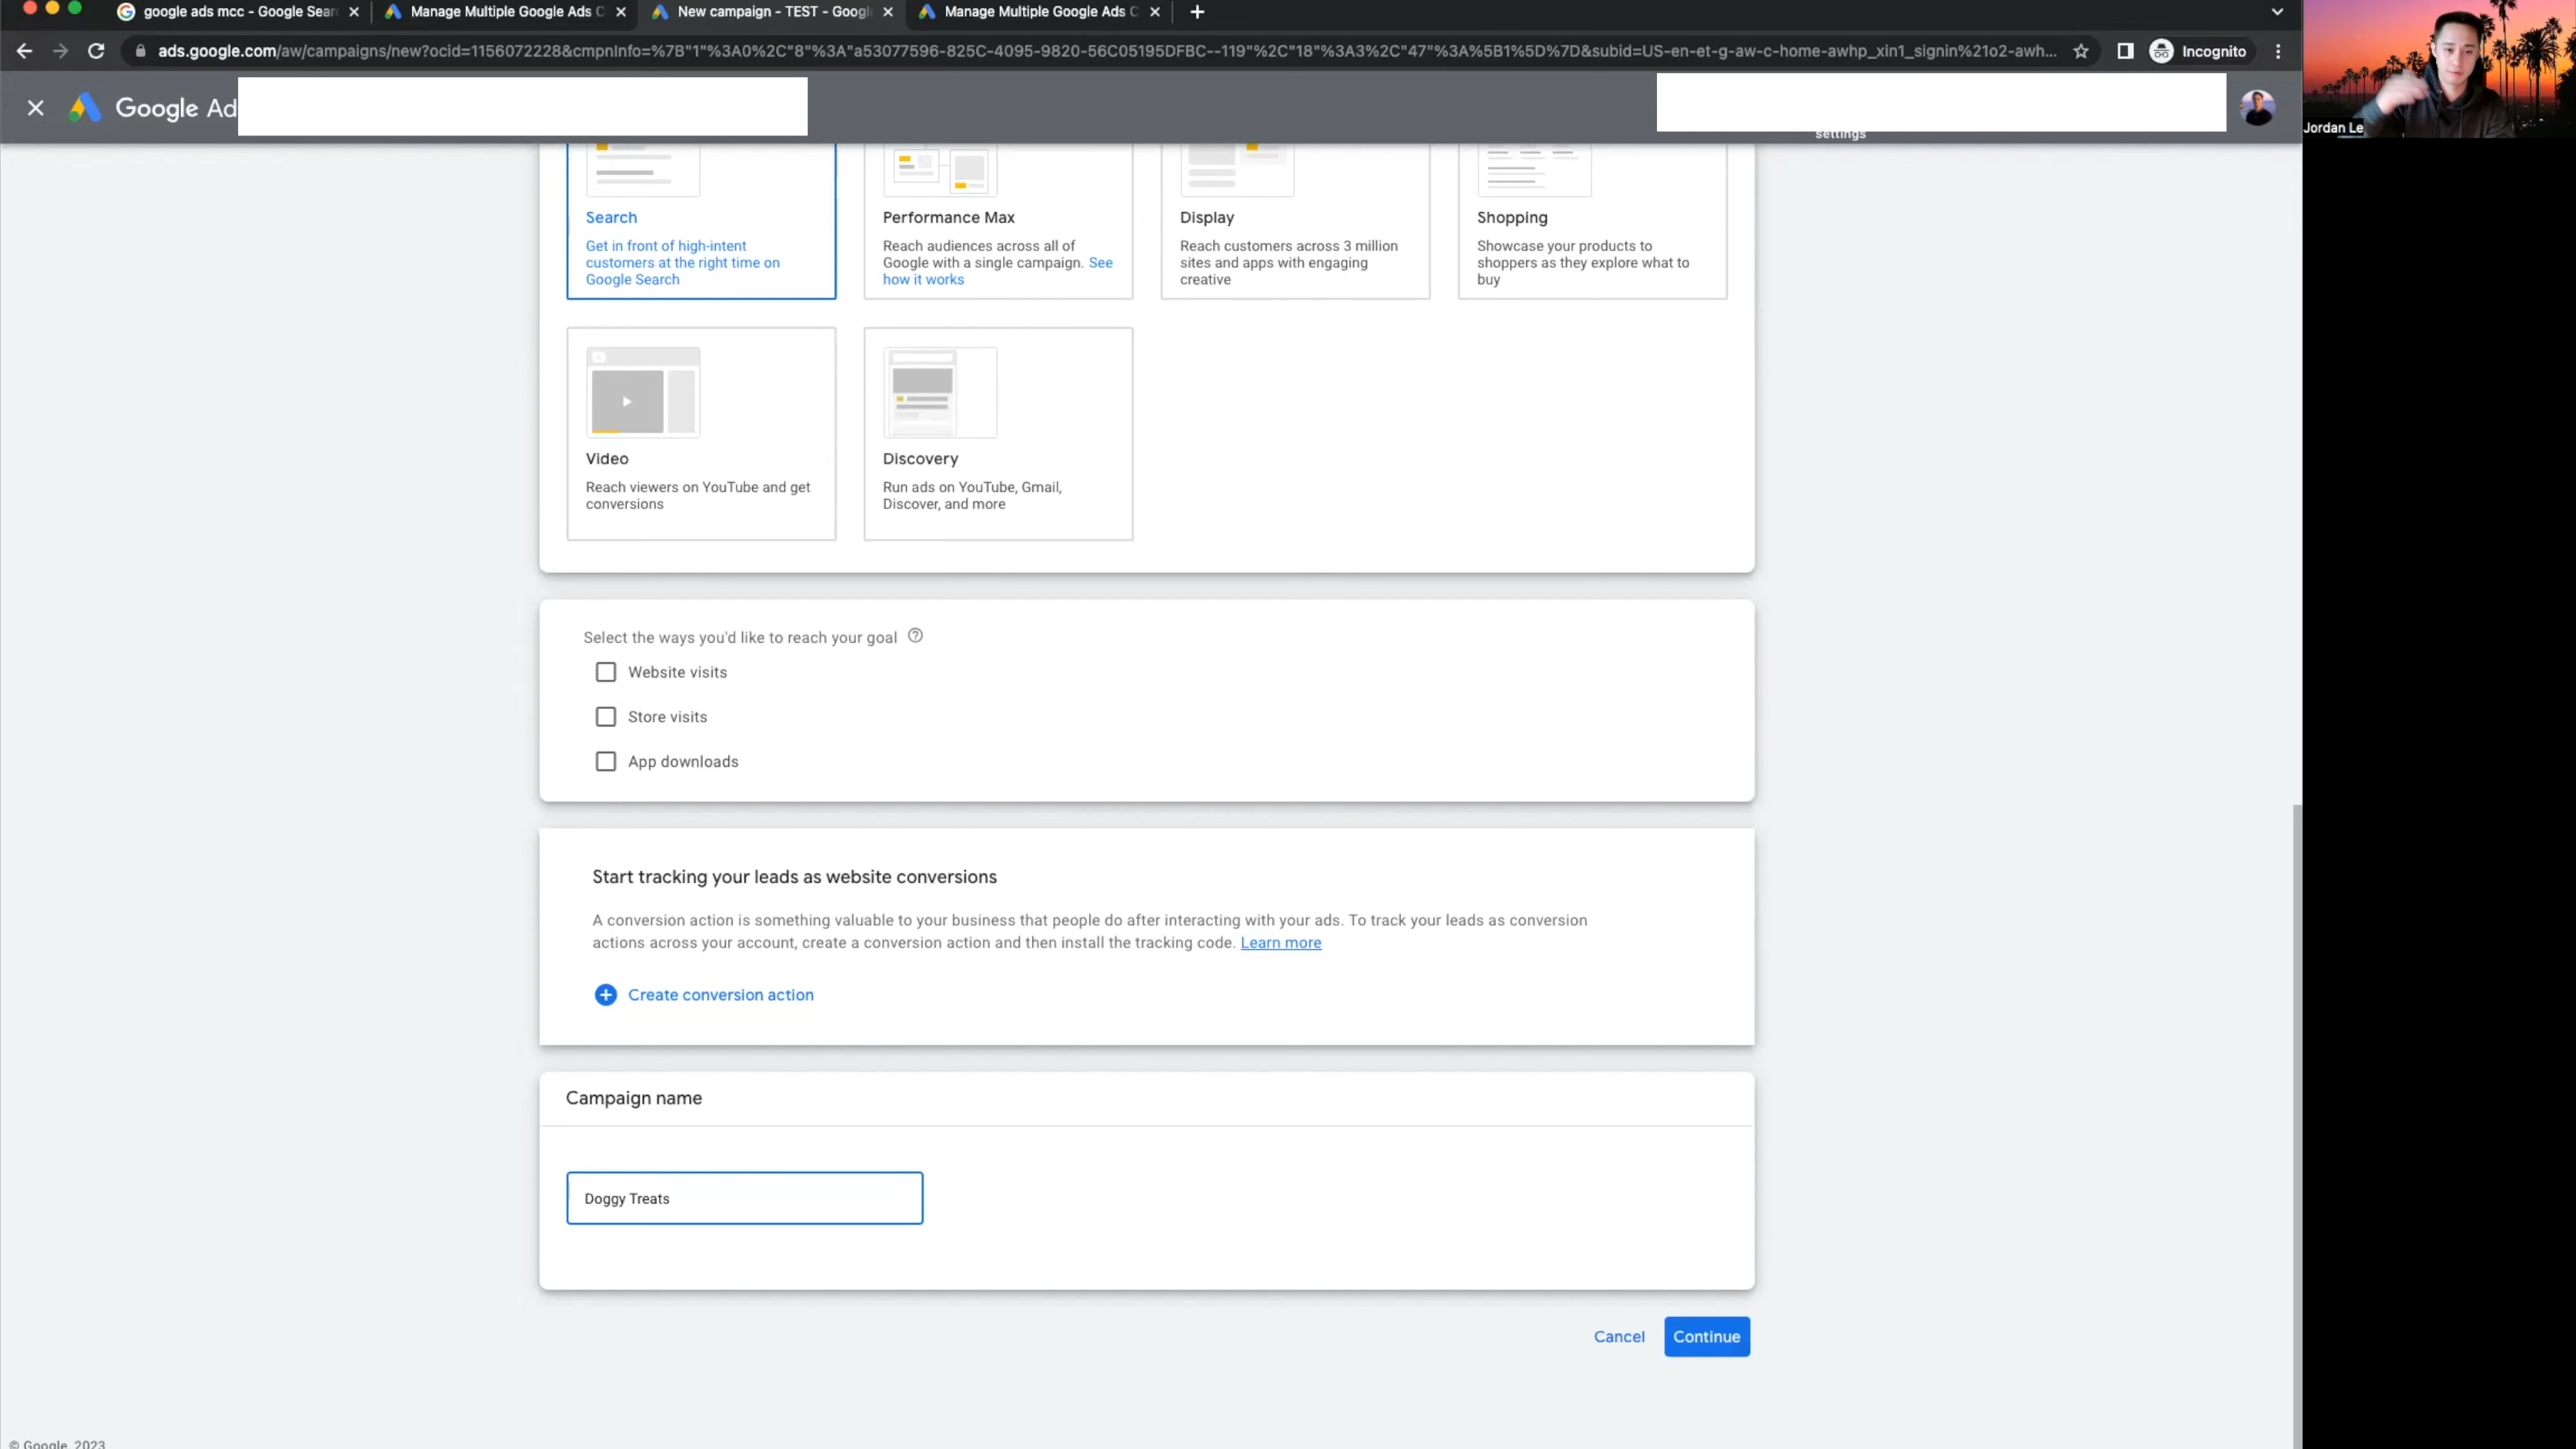 google ads mcc - Google Sear
Manage Multiple Google Ads C
New campaign - TEST - Googl
Manage Multiple Google Ads C
ads.google.com/aw/campaigns/new?ocid=1156072228&cmpnInfo=%7B"1"%3A0%2C"8"%3A"a53077596-825C-4095-9820-56C05195DFBC--119"%2C"18"%3A3%2C"47"%3A%5B1%5D%7D&subid=US-en-et-g-aw-c-home-awhp_xin1_signin%21o2-awh...
Incognito
Google Ad
settings
Jordan Le
Search
Get in front of high-intent
customers at the right time on
Google Search
Performance Max
Reach audiences across all of
Google with a single campaign. See
how it works
Display
Reach customers across 3 million
sites and apps with engaging
creative
Shopping
Showcase your products to
shoppers as they explore what to
buy
Video
Reach viewers on YouTube and get
conversions
Discovery
Run ads on YouTube, Gmail,
Discover, and more
Select the ways you'd like to reach your goal
Website visits
Store visits
App downloads
Start tracking your leads as website conversions
A conversion action is something valuable to your business that people do after interacting with your ads. To track your leads as conversion
actions across your account, create a conversion action and then install the tracking code. Learn more
Create conversion action
Campaign name
Doggy Treats
Cancel
Continue
© Google, 2023